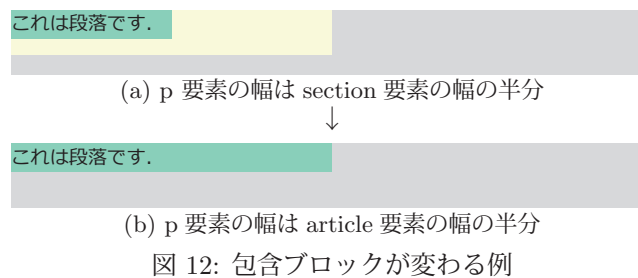 これは段落です.
(a) p 要素の幅は section 要素の幅の半分
↓
これは段落です.
(b) p 要素の幅は article 要素の幅の半分
図 12: 包含ブロックが変わる例